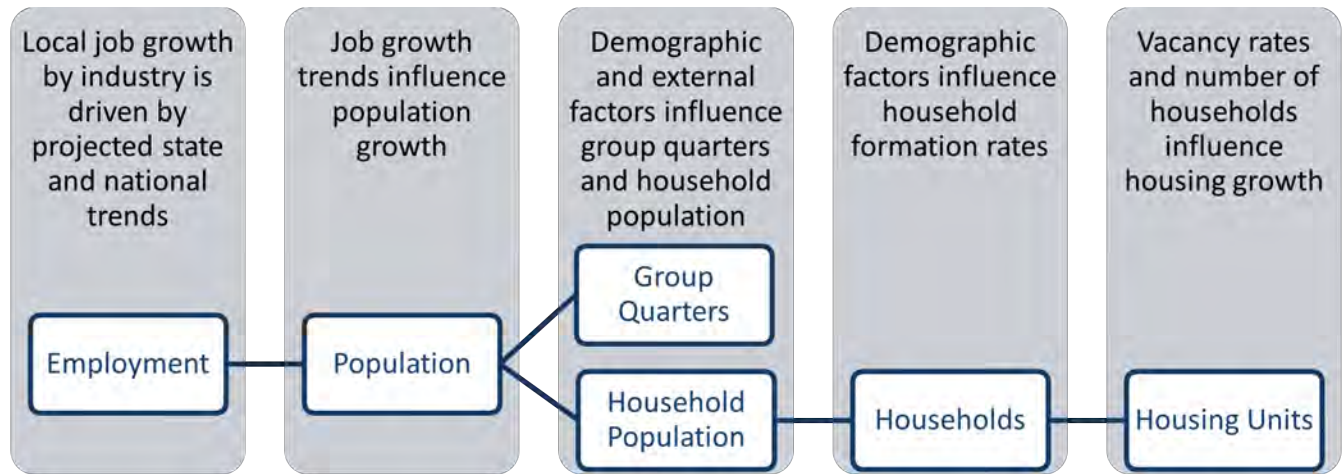 Local job growth
by industry is
driven by
projected state
and national
trends
Employment
Job growth
trends influence
population
growth
Population
Demographic
and external
factors influence
group quarters
and household
population
Group
Quarters
Household
Population
Demographic
factors influence
household
formation rates
Households
Vacancy rates
and number of
households
influence
housing growth
Housing Units